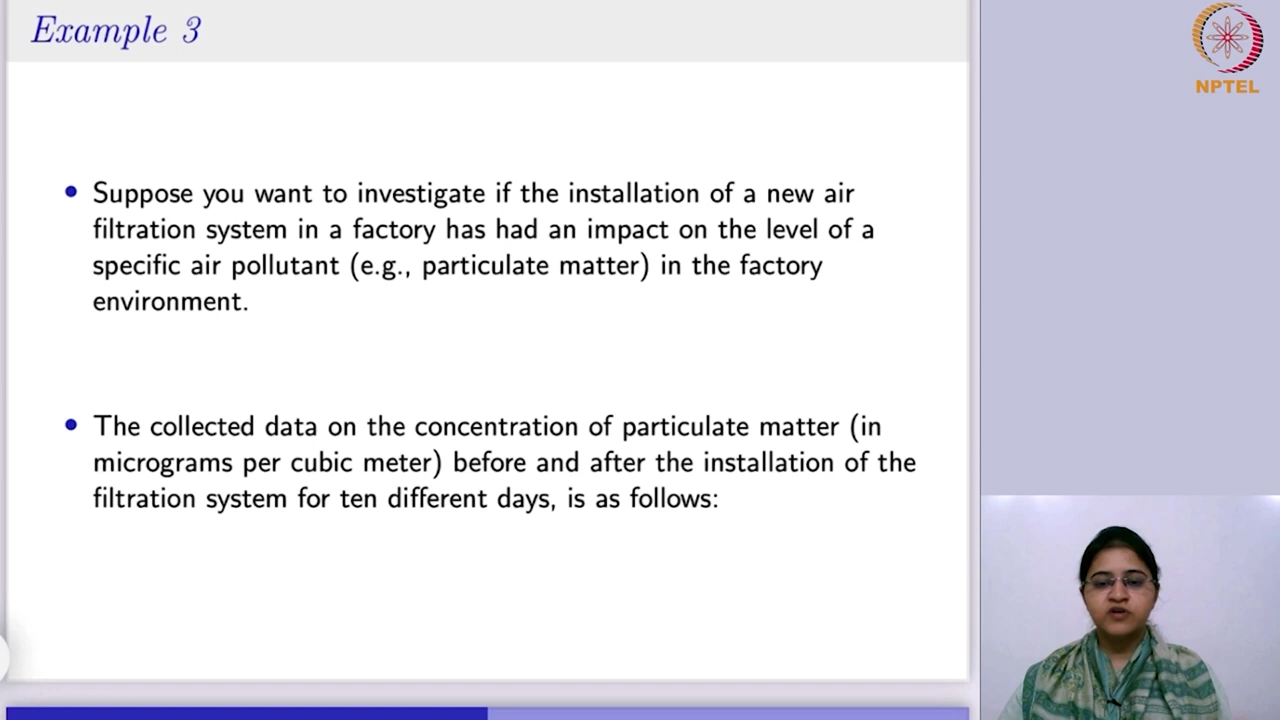 Example 3
NPTEL
• Suppose you want to investigate if the installation of a new air
filtration system in a factory has had an impact on the level of a
specific air pollutant (e.g., particulate matter) in the factory
environment.
• The collected data on the concentration of particulate matter (in
micrograms per cubic meter) before and after the installation of the
filtration system for ten different days, is as follows: